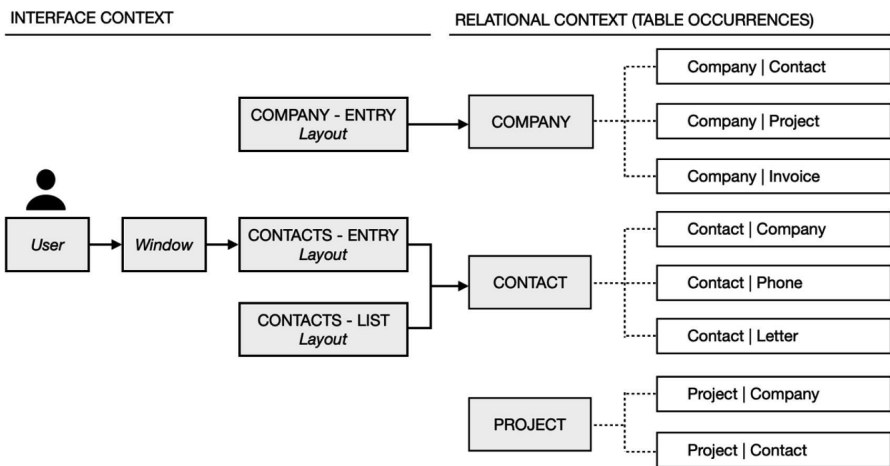 INTERFACE CONTEXT
RELATIONAL CONTEXT (TABLE OCCURRENCES)
COMPANY - ENTRY
Layout
COMPANY
Company | Contact
Company | Project
Company | Invoice
User
Window
CONTACTS - ENTRY
Layout
CONTACTS - LIST
Layout
CONTACT
Contact | Company
Contact | Phone
Contact | Letter
PROJECT
Project | Company
Project | Contact